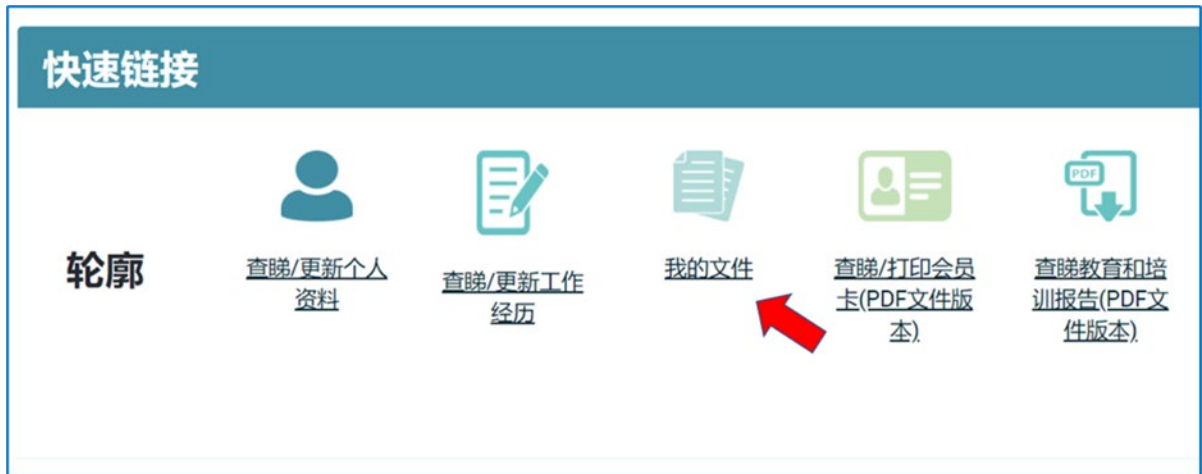 快速链接
PDF
轮廓
查睇/更新个人
资料
查睇/更新工作
经历
我的文件
查睇/打印会员
卡(PDF文件版
本)
查睇教育和培
训报告(PDF文
件版本)